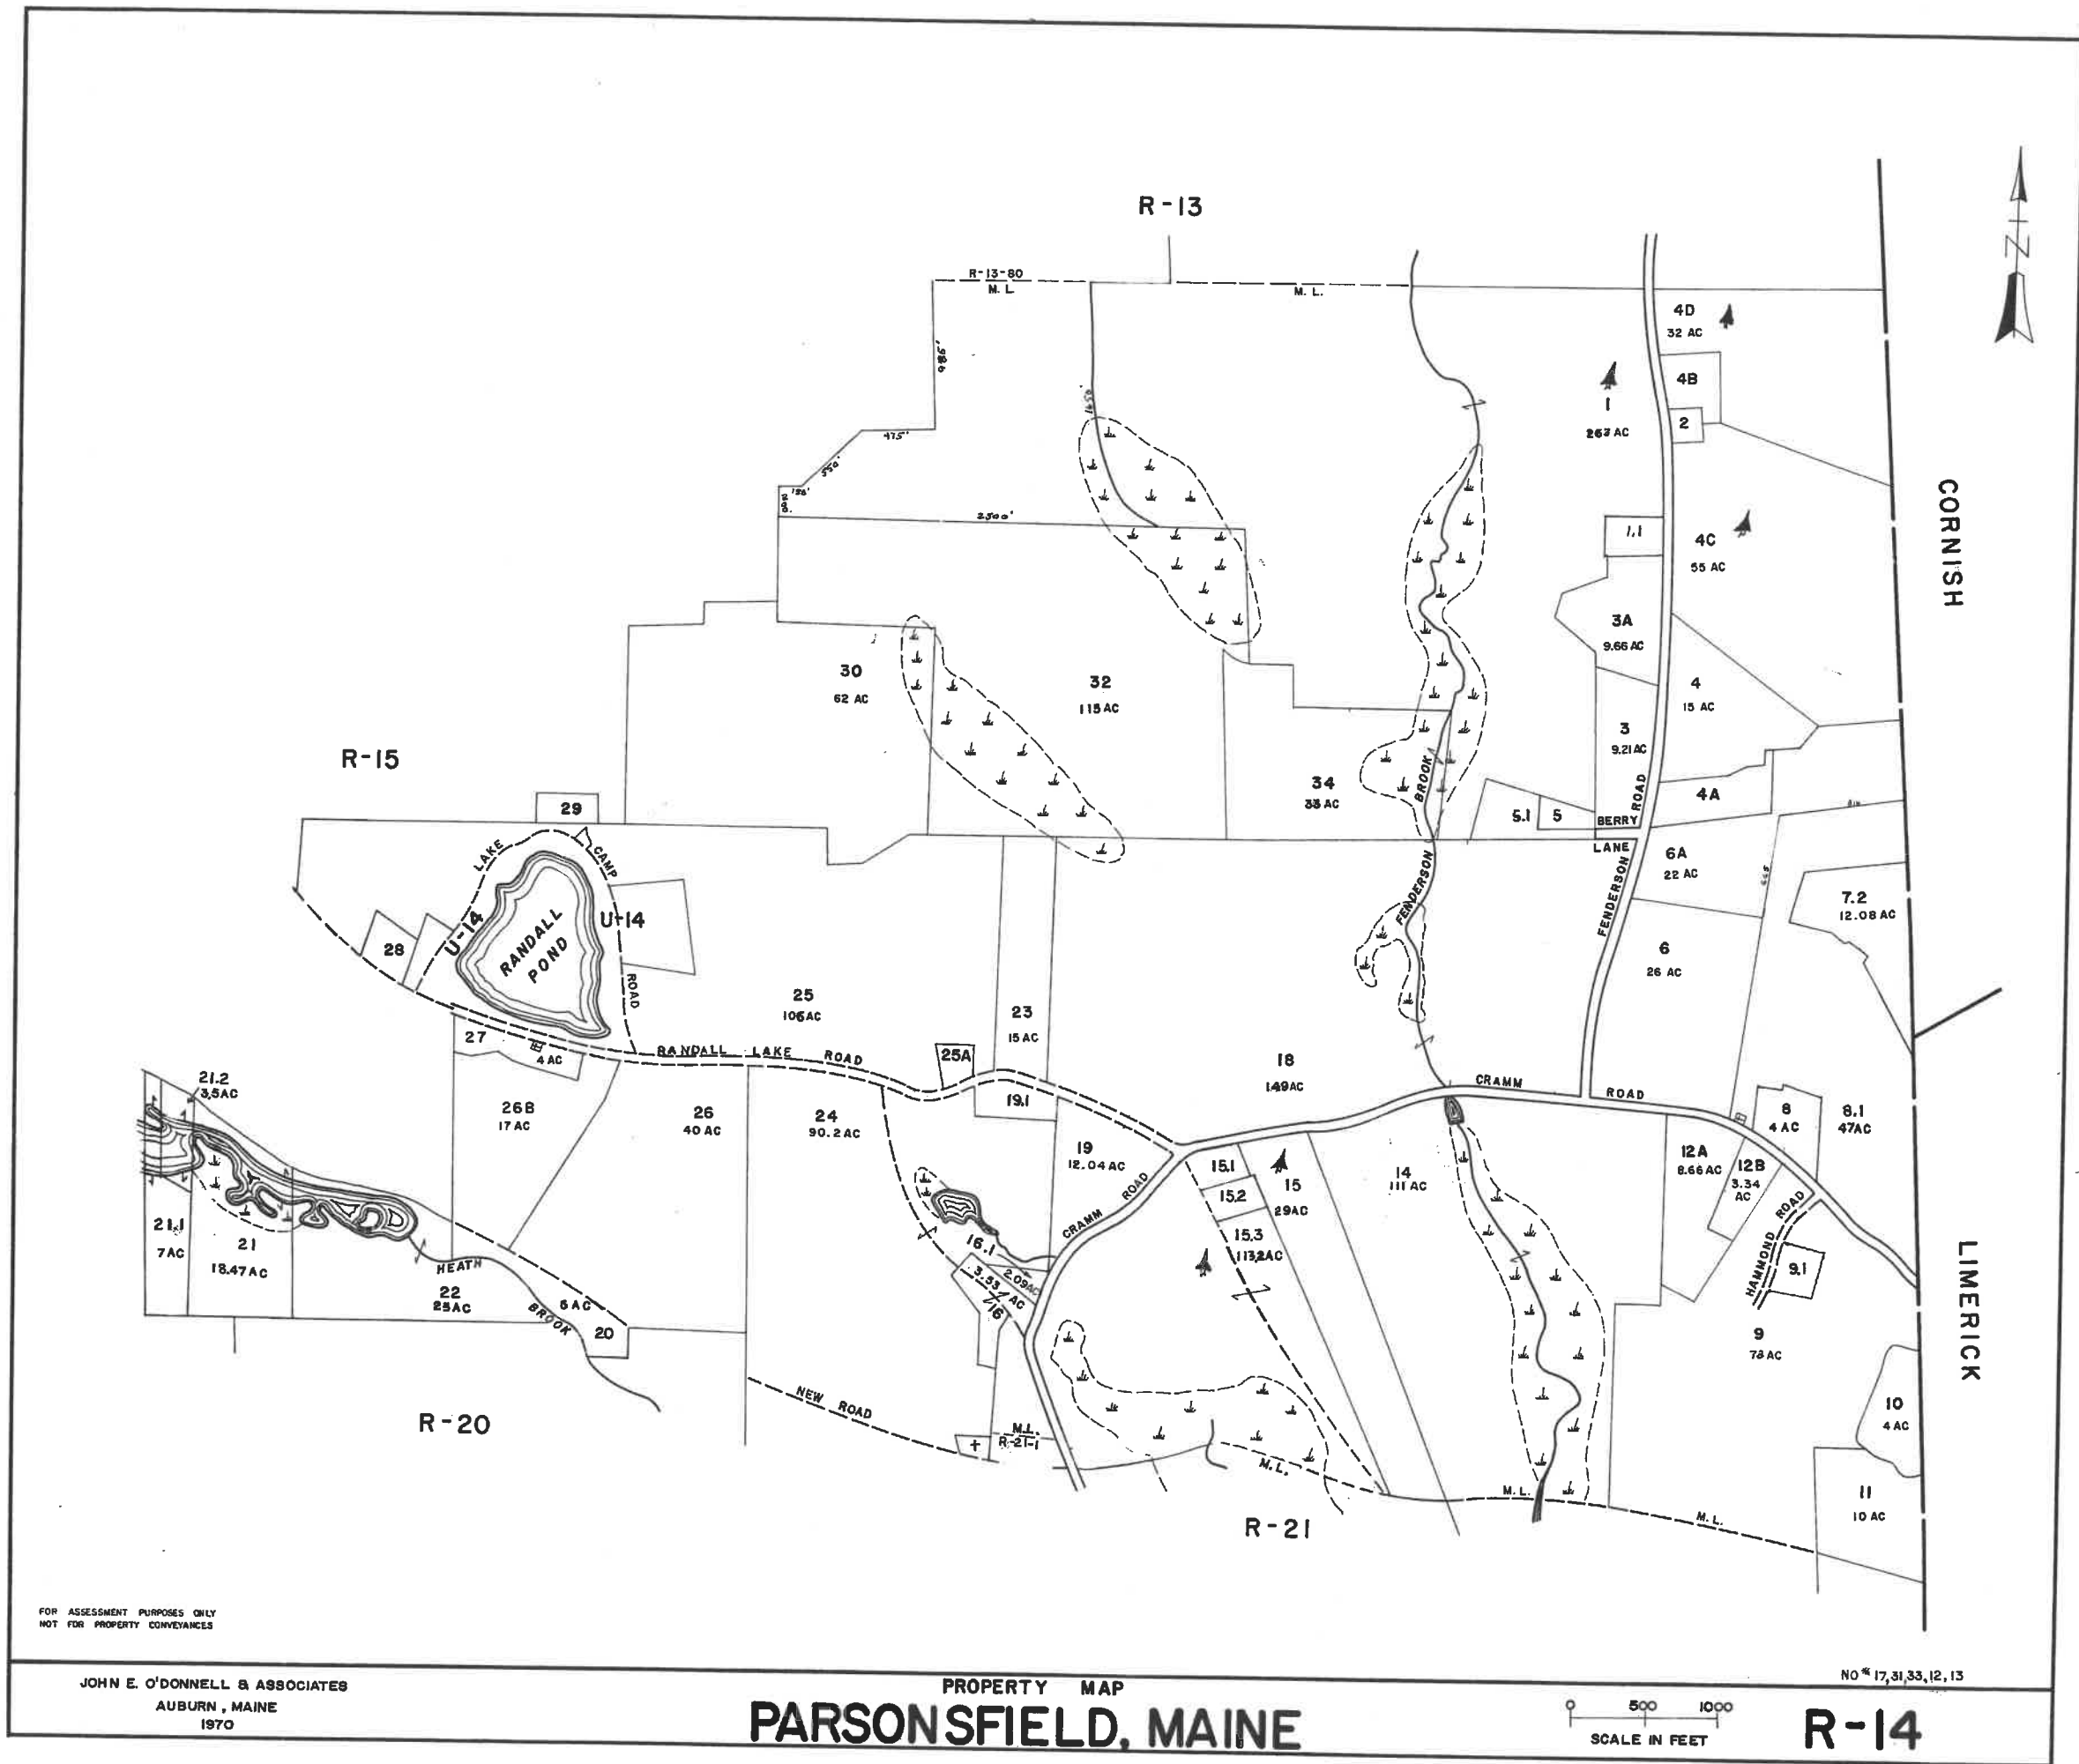 R-13
R-13-80
M. L.
M. L.
985'
1650'
475'
550'
200'
2500'
4D
32 AC
4B
2
1
1.1
4C
55 AC
3A
9.66 AC
4
15 AC
3
9.21 AC
4A
30
62 AC
32
115 AC
34
33 AC
BROOK
5.1
5
BERRY
ROAD
LANE
FENDERSON
FENDERSON
CORNISH
R-15
29
LAKE
CAMP
ROAD
U-14
U-14
RANDALL
POND
28
27
4 AC
25
106 AC
23
15 AC
25A
RANDALL LAKE ROAD
6A
22 AC
6
26 AC
7.2
12.08 AC
18
149 AC
CRAMM
ROAD
21.2
3.5 AC
26B
17 AC
26
40 AC
24
90.2 AC
19.1
19
12.04 AC
CRAMM
ROAD
15.1
15.2
15
29 AC
15.3
113.2 AC
14
111 AC
12A
8.66 AC
12B
3.34
AC
8
4 AC
8.1
47 AC
HAMMOND
ROAD
9.1
9
78 AC
10
4 AC
11
10 AC
LIMERICK
21.1
7 AC
21
18.47 AC
HEATH
BROOK
22
25 AC
6 AC
20
16.1
2.09 AC
3.53 AC
16
NEW ROAD
M.L.
R-21-1
M.L.
M.L.
M.L.
R-20
R-21
FOR ASSESSMENT PURPOSES ONLY
NOT FOR PROPERTY CONVEYANCES
JOHN E. O'DONNELL & ASSOCIATES
AUBURN, MAINE
1970
PROPERTY MAP
PARSONSFIELD, MAINE
NO# 17,31,33,12,13
0 500 1000
SCALE IN FEET
R-14